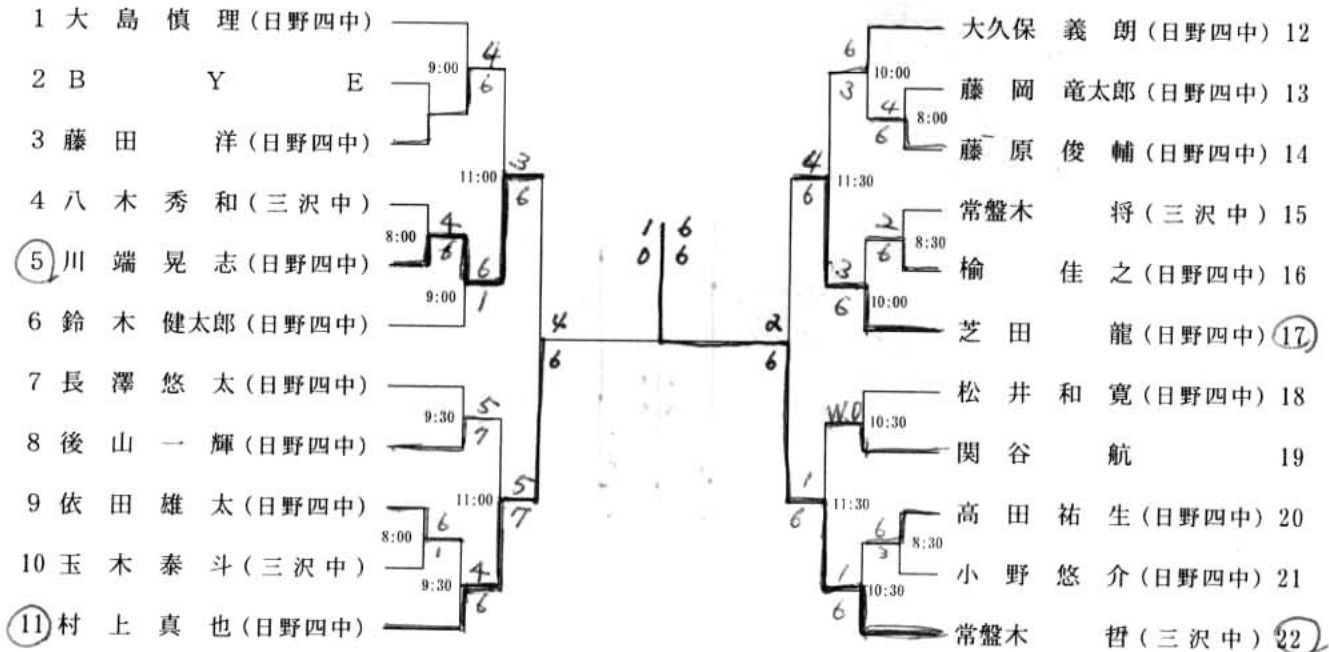 1 大島慎理(日野四中)
2 BYE
3 藤田洋(日野四中)
4 八木秀和(三沢中)
5 川端晃志(日野四中)
6 鈴木健太郎(日野四中)
7 長澤悠太(日野四中)
8 後山一輝(日野四中)
9 依田雄太(日野四中)
10 玉木泰斗(三沢中)
11 村上真也(日野四中)
9:00
4
6
11:00
3
6
8:00
4
6
9:00
6
1
4
6
9:30
5
7
11:00
5
7
8:00
6
1
9:30
4
6
1 6
0 6
大久保義朗(日野四中) 12
藤岡竜太郎(日野四中) 13
藤原俊輔(日野四中) 14
常盤木将(三沢中) 15
楡佳之(日野四中) 16
芝田龍(日野四中) 17
松井和寛(日野四中) 18
関谷航 19
高田祐生(日野四中) 20
小野悠介(日野四中) 21
常盤木哲(三沢中) 22
6
3
10:00
4
6
8:00
4
6
11:30
2
6
8:30
3
6
10:00
2
6
W.O
10:30
1
6
11:30
6
3
8:30
1
6
10:30